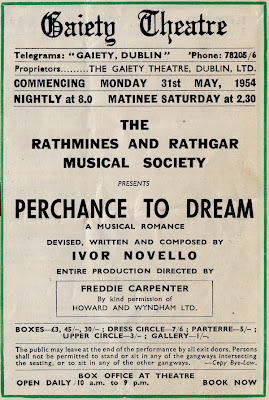 Gaiety Theatre
Telegrams: "GAIETY, DUBLIN" 'Phone: 78205/6
Proprietors.........THE GAIETY THEATRE, DUBLIN, LTD.
COMMENCING MONDAY 31st MAY, 1954
NIGHTLY at 8.0 MATINEE SATURDAY at 2.30
THE
RATHMINES AND RATHGAR
MUSICAL SOCIETY
PRESENTS
PERCHANCE TO DREAM
A MUSICAL ROMANCE
DEVISED, WRITTEN AND COMPOSED BY
IVOR NOVELLO
ENTIRE PRODUCTION DIRECTED BY
FREDDIE CARPENTER
By kind permission of
HOWARD AND WYNDHAM LTD.
BOXES—£3, 45/-, 30/- ; DRESS CIRCLE—7/6 ; PARTERRE—5/- ;
UPPER CIRCLE—3/- ; GALLERY—1/-.
The public may leave at the end of the performance by all exit doors. Persons
shall not be permitted to stand or sit in any of the gangways intersecting
the seating, or to sit in any of the other gangways. —Copy Bye-Law.
BOX OFFICE AT THEATRE
OPEN DAILY 10 a.m. to 9 p.m. BOOK NOW